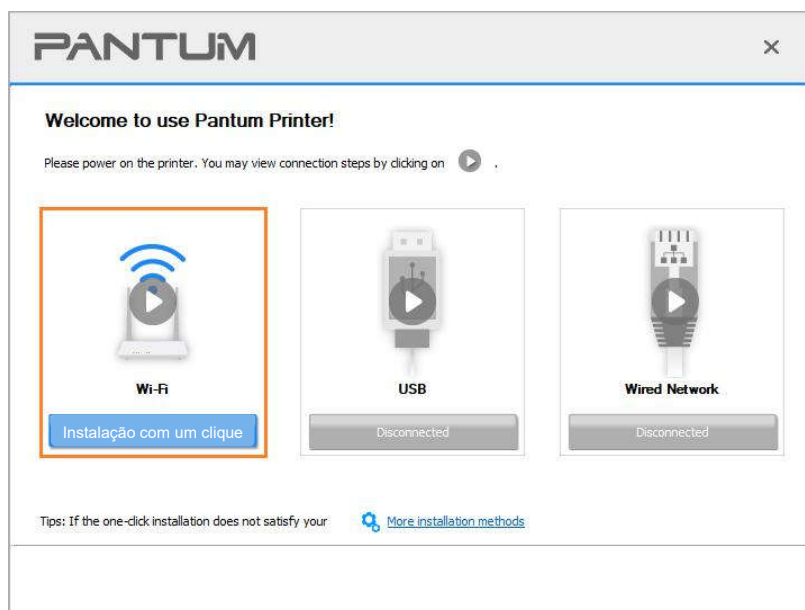 PANTUM
Welcome to use Pantum Printer!
Please power on the printer. You may view connection steps by clicking on .
Wi-Fi
USB
Wired Network
Instalação com um clique
Disconnected
Disconnected
Tips: If the one-click installation does not satisfy your
More installation methods